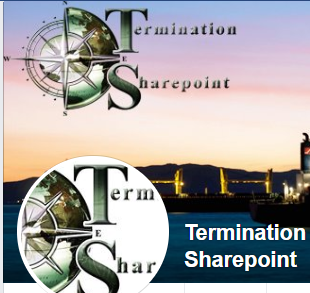 N
Termination
W
E
Sharepoint
S
Term
E
Shar
Termination
Sharepoint